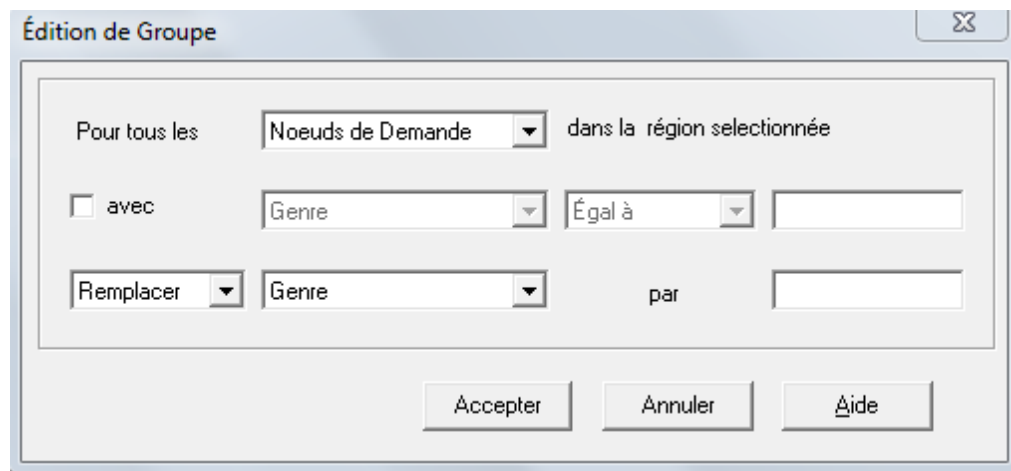 Édition de Groupe
Pour tous les Noeuds de Demande dans la région selectionnée
avec Genre Égal à
Remplacer Genre par
Accepter Annuler Aide